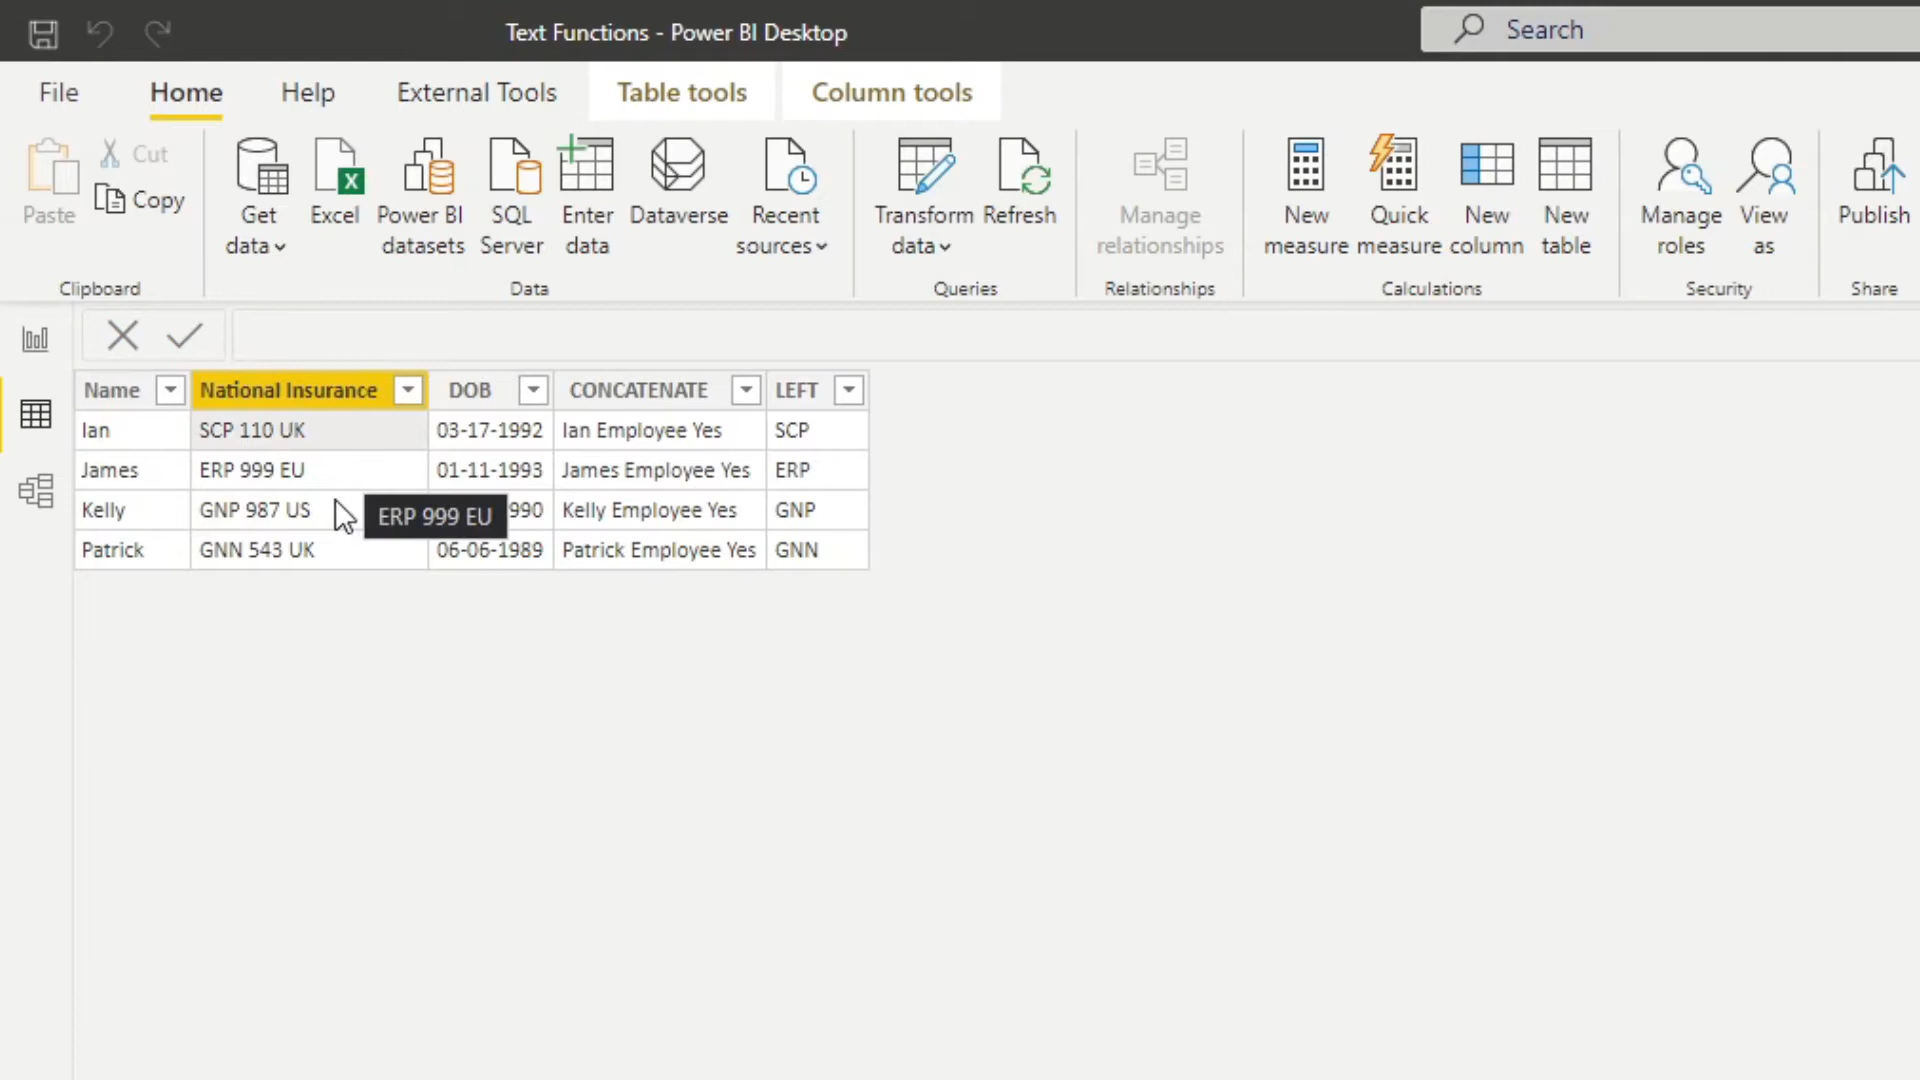 Text Functions - Power BI Desktop
Search
File Home Help External Tools Table tools Column tools
Paste
Cut
Copy
Clipboard
Get data
Excel
Power BI datasets
SQL Server
Enter data
Dataverse
Recent sources
Data
Transform data
Refresh
Queries
Manage relationships
Relationships
New measure
Quick measure
New column
New table
Calculations
Manage roles
View as
Security
Publish
Share
Name National Insurance DOB CONCATENATE LEFT
Ian SCP 110 UK 03-17-1992 Ian Employee Yes SCP
James ERP 999 EU 01-11-1993 James Employee Yes ERP
Kelly GNP 987 US ERP 999 EU 990 Kelly Employee Yes GNP
Patrick GNN 543 UK 06-06-1989 Patrick Employee Yes GNN